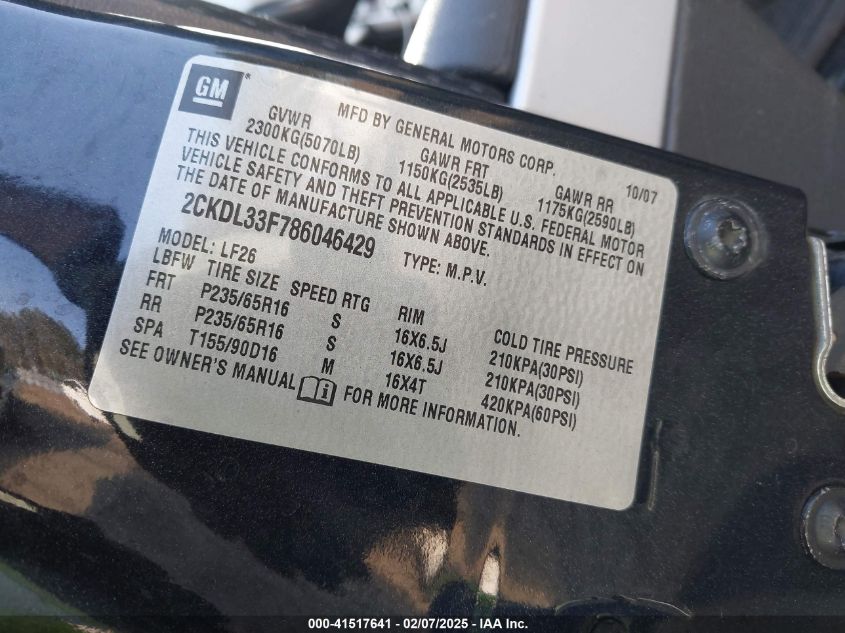 GM
MFD BY GENERAL MOTORS CORP. 10/07
GVWR GAWR FRT GAWR RR
2300KG(5070LB) 1150KG(2535LB) 1175KG(2590LB)
THIS VEHICLE CONFORMS TO ALL APPLICABLE U.S. FEDERAL MOTOR
VEHICLE SAFETY AND THEFT PREVENTION STANDARDS IN EFFECT ON
THE DATE OF MANUFACTURE SHOWN ABOVE.
2CKDL33F786046429 TYPE: M.P.V.
MODEL: LF26
LBFW TIRE SIZE SPEED RTG RIM COLD TIRE PRESSURE
FRT P235/65R16 S 16X6.5J 210KPA(30PSI)
RR P235/65R16 S 16X6.5J 210KPA(30PSI)
SPA T155/90D16 M 16X4T 420KPA(60PSI)
SEE OWNER'S MANUAL FOR MORE INFORMATION.
000-41517641 - 02/07/2025 - IAA Inc.